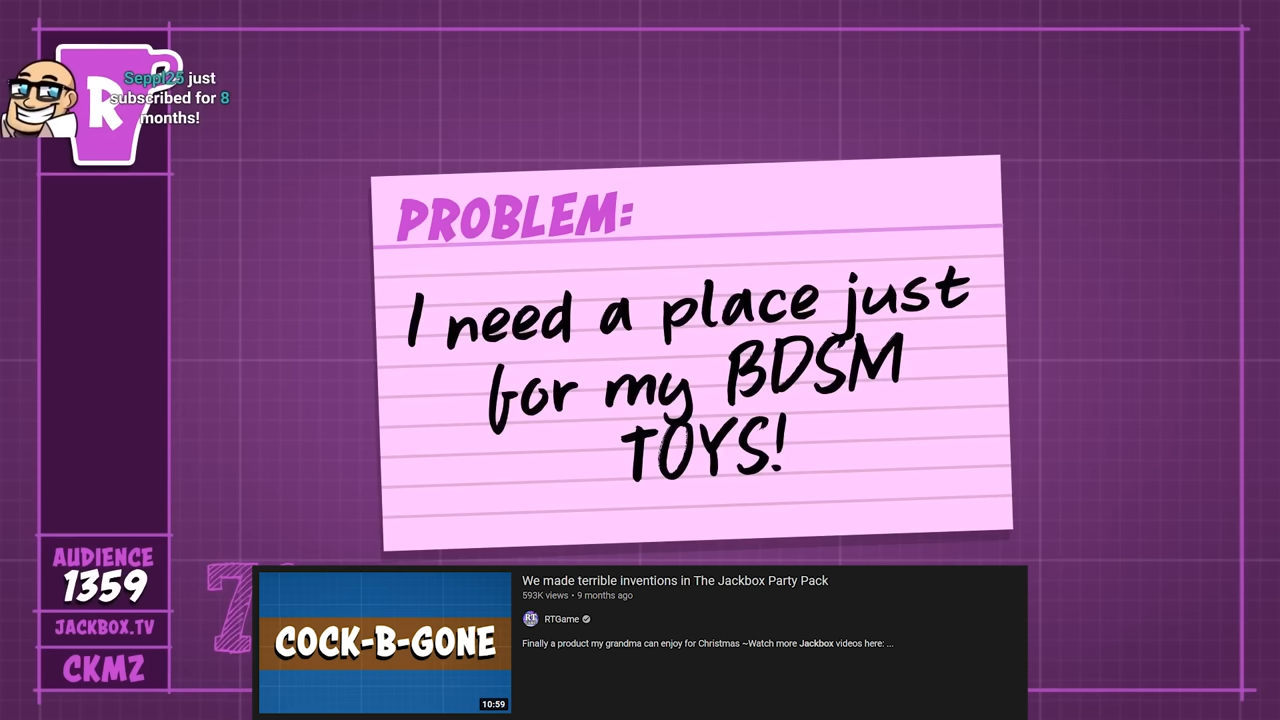 R
Seppl25 just
subscribed for 8
months!
PROBLEM:
I need a place just
for my BDSM
TOYS!
AUDIENCE
1359
JACKBOX.TV
CKMZ
7
COCK-B-GONE
10:59
We made terrible inventions in The Jackbox Party Pack
593K views • 9 months ago
RT
RTGame
Finally a product my grandma can enjoy for Christmas ~Watch more Jackbox videos here: ...